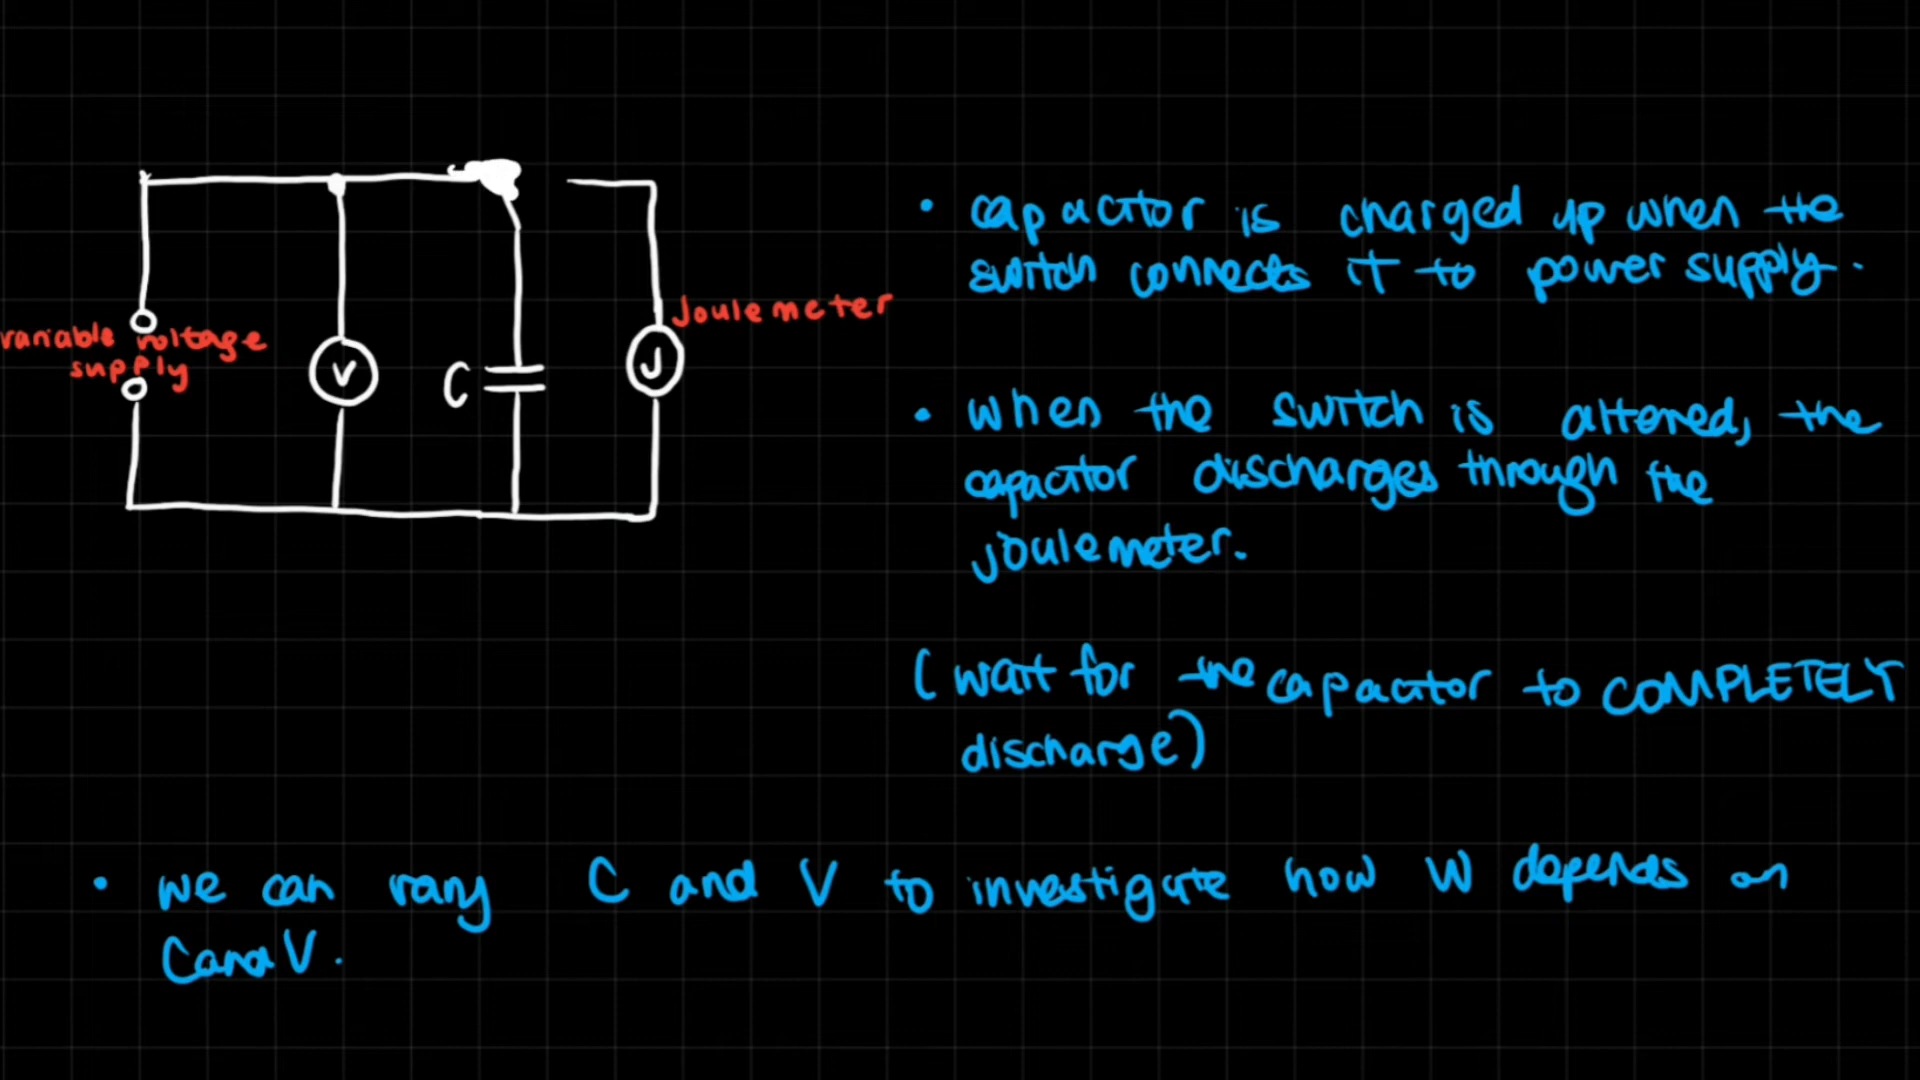 variable voltage
supply
V
C
J
Joulemeter
• capacitor is charged up when the
switch connects it to power supply.
• when the switch is altered, the
capacitor discharges through the
joulemeter.
(wait for the capacitor to COMPLETELY
discharge)
• we can vary C and V to investigate how W depends on
C and V.